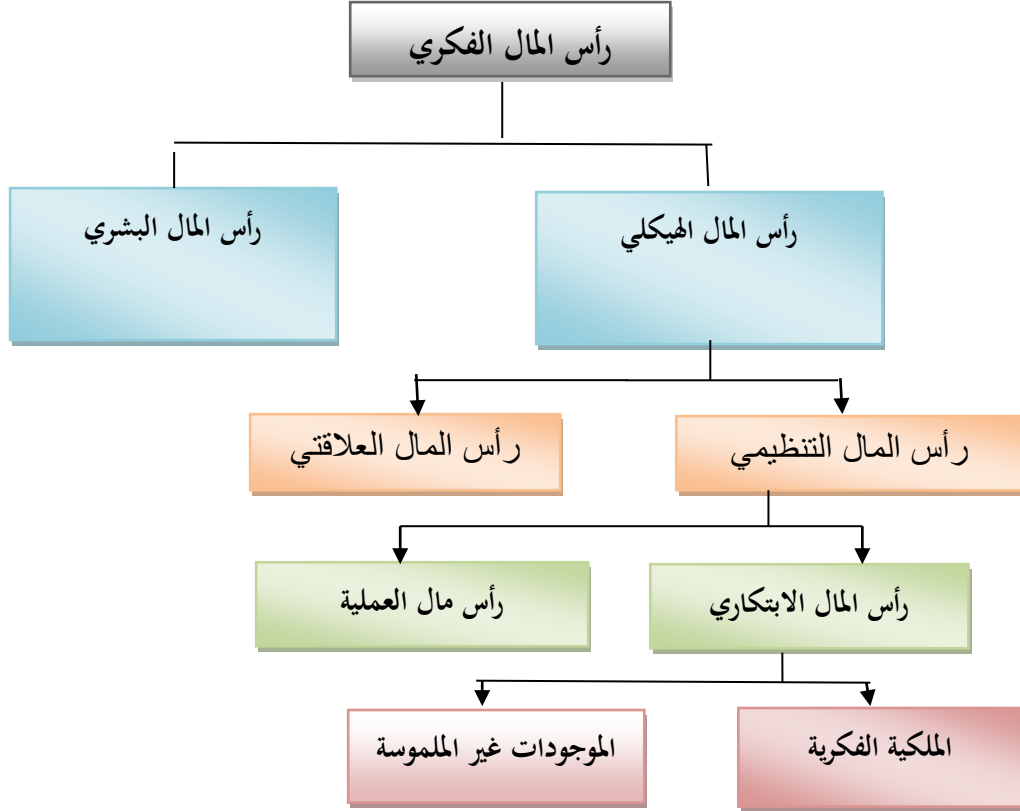 رأس المال الفكري
رأس المال الهيكلي
رأس المال البشري
رأس المال التنظيمي
رأس المال العلاقتي
رأس المال الابتكاري
رأس مال العملية
الملكية الفكرية
الموجودات غير الملموسة